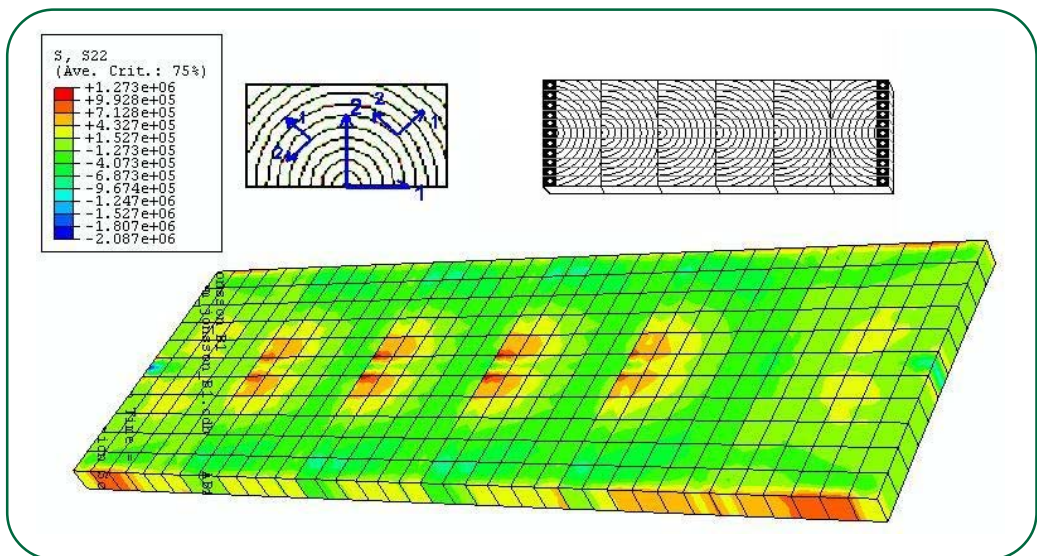 S, S22
(Ave. Crit.: 75%)
+1.273e+06
+9.928e+05
+7.128e+05
+4.327e+05
+1.527e+05
-1.273e+05
-4.073e+05
-6.873e+05
-9.674e+05
-1.247e+06
-1.527e+06
-1.807e+06
-2.087e+06
2
1
2
1
2
1
Time =